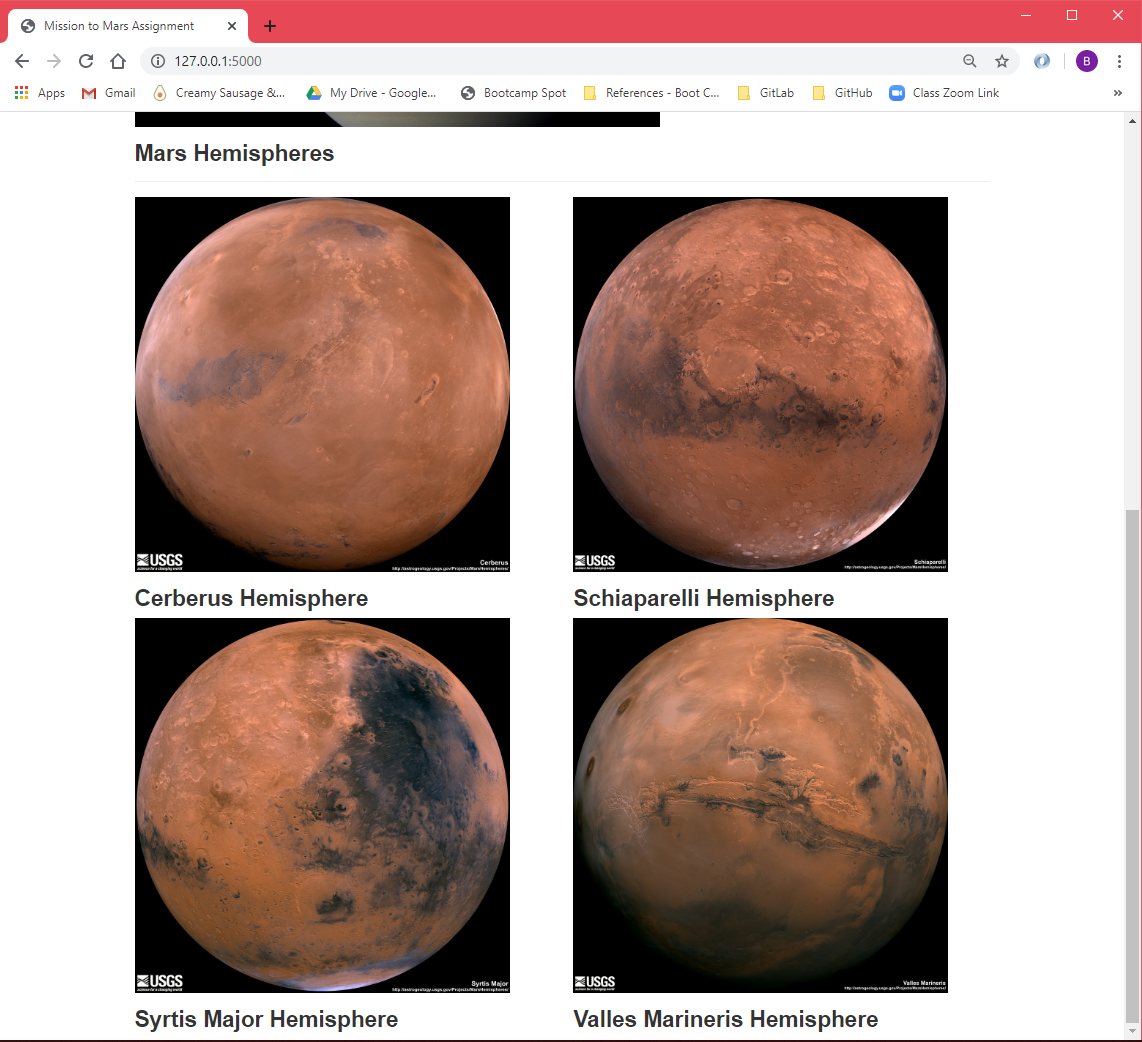 Mission to Mars Assignment
127.0.0.1:5000
B
Apps Gmail Creamy Sausage &... My Drive - Google... Bootcamp Spot References - Boot C... GitLab GitHub Class Zoom Link »
Mars Hemispheres
USGS
science for a changing world
Cerberus
http://astrogeology.usgs.gov/Projects/MarsHemispheres/
USGS
science for a changing world
Schiaparelli
http://astrogeology.usgs.gov/Projects/MarsHemispheres/
Cerberus Hemisphere
Schiaparelli Hemisphere
USGS
science for a changing world
Syrtis Major
http://astrogeology.usgs.gov/Projects/MarsHemispheres/
USGS
science for a changing world
Valles Marineris
http://astrogeology.usgs.gov/Projects/MarsHemispheres/
Syrtis Major Hemisphere
Valles Marineris Hemisphere